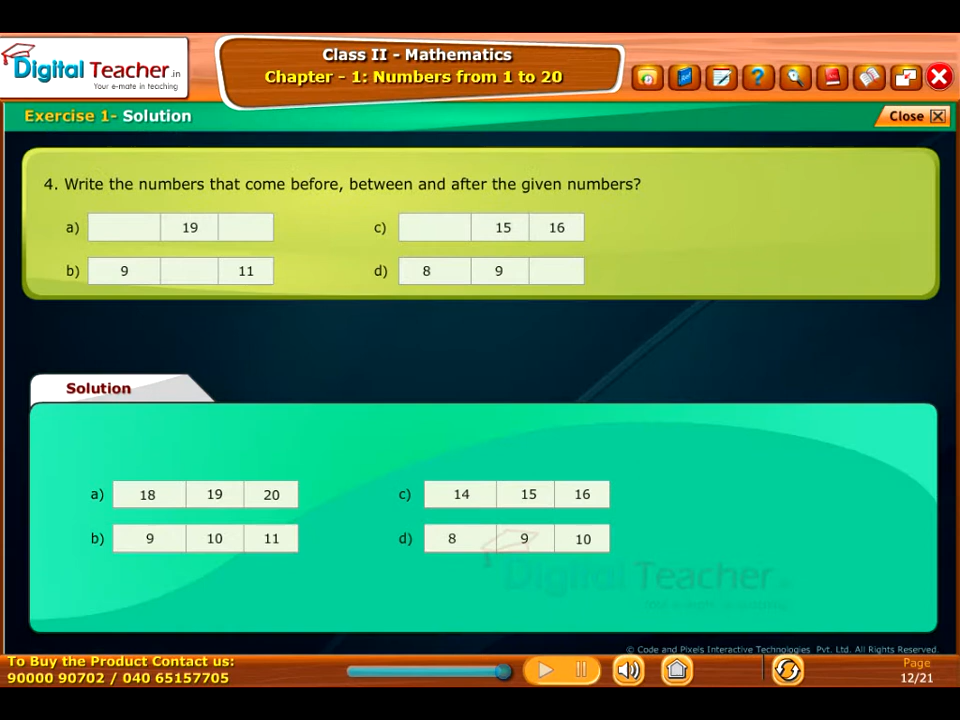 Digital Teacher.in
Your e-mate in teaching
Class II - Mathematics
Chapter - 1: Numbers from 1 to 20
Exercise 1- Solution
Close
4. Write the numbers that come before, between and after the given numbers?
a) 19
c) 15 16
b) 9 11
d) 8 9
Solution
a) 18 19 20
c) 14 15 16
b) 9 10 11
d) 8 9 10
Digital Teacher.in
© Code and Pixels Interactive Technologies Pvt. Ltd. All Rights Reserved.
To Buy the Product Contact us:
90000 90702 / 040 65157705
Page
12/21